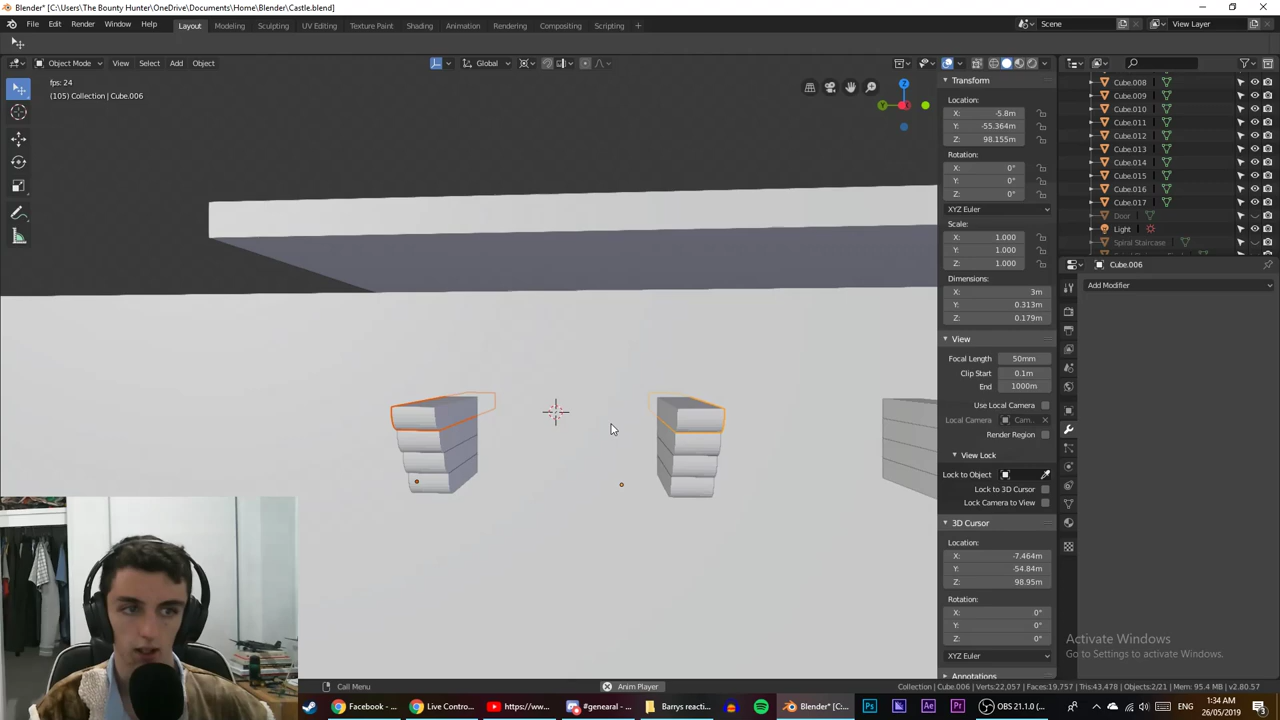 Blender* [C:\Users\The Bounty Hunter\OneDrive\Documents\Home\Blender\Castle.blend]
File Edit Render Window Help Layout Modeling Sculpting UV Editing Texture Paint Shading Animation Rendering Compositing Scripting + Scene View Layer
Object Mode View Select Add Object Global
fps: 24
(105) Collection | Cube.006
Z
Y
Transform
Location:
X: -5.8m
Y: -55.364m
Z: 98.155m
Rotation:
X: 0°
Y: 0°
Z: 0°
XYZ Euler
Scale:
X: 1.000
Y: 1.000
Z: 1.000
Dimensions:
X: 3m
Y: 0.313m
Z: 0.179m
View
Focal Length 50mm
Clip Start 0.1m
End 1000m
Use Local Camera
Local Camera Cam...
Render Region
View Lock
Lock to Object
Lock to 3D Cursor
Lock Camera to View
3D Cursor
Location:
X: -7.464m
Y: -54.84m
Z: 98.95m
Rotation:
X: 0°
Y: 0°
Z: 0°
XYZ Euler
Annotations
Cube.008
Cube.009
Cube.010
Cube.011
Cube.012
Cube.013
Cube.014
Cube.015
Cube.016
Cube.017
Door
Light
Spiral Staircase
Cube.006
Add Modifier
Activate Windows
Go to Settings to activate Windows.
Call Menu Anim Player Collection | Cube.006 | Verts:22,057 | Faces:19,757 | Tris:43,478 | Objects:2/21 | Mem: 95.4 MB | v2.80.57
Facebook - ... Live Contro... https://ww... #genearal - ... Barrys reacti... Blender* [C:... Ps Ae Pr OBS 21.1.0 (... ENG 1:34 AM
26/05/2019